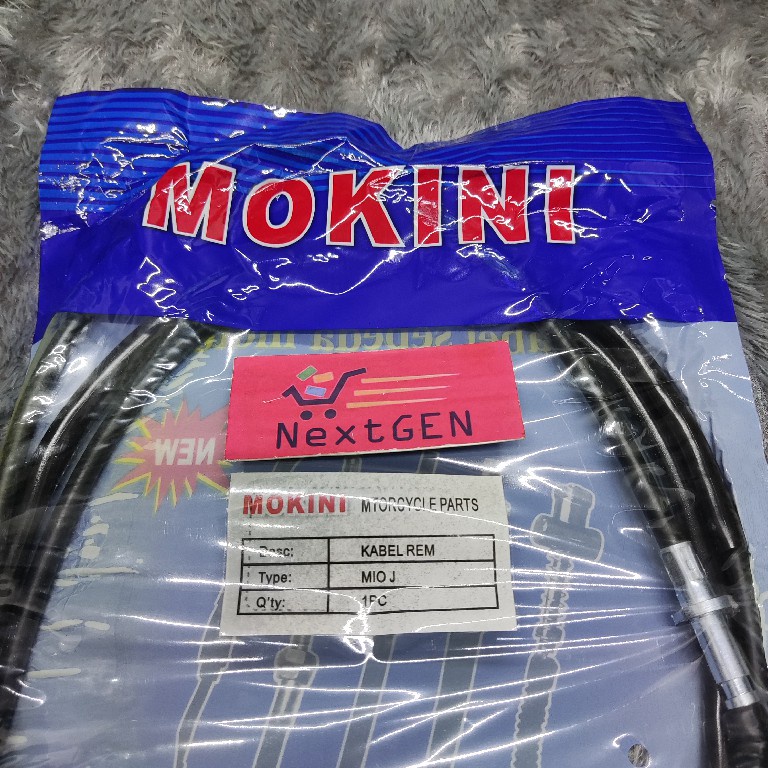 MOKINI
NextGEN
NEW
MOKINI MTORCYCLE PARTS
Desc: KABEL REM
Type: MIO J
Q'ty: 1PC